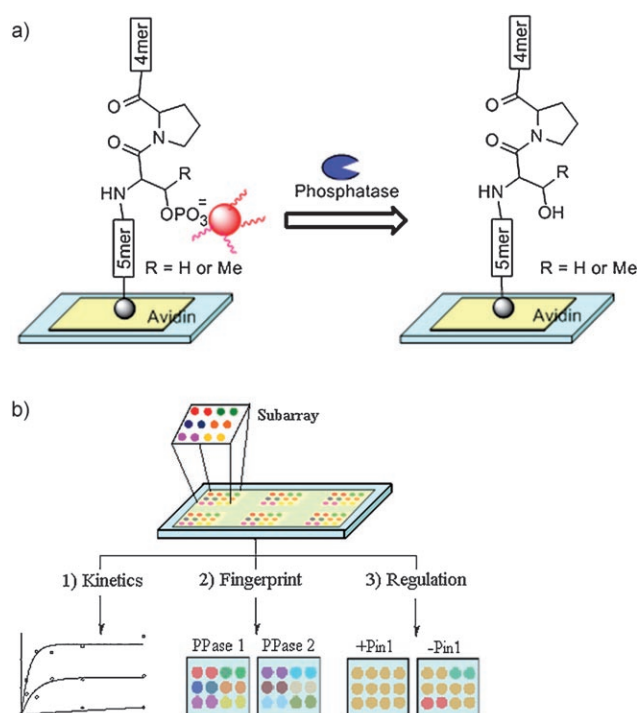 a)
4mer
O
N
O
R
HN
OPO3=
5mer
R = H or Me
Avidin
Phosphatase
4mer
O
N
O
R
HN
OH
5mer
R = H or Me
Avidin
b)
Subarray
1) Kinetics
2) Fingerprint
3) Regulation
PPase 1
PPase 2
+Pin1
-Pin1